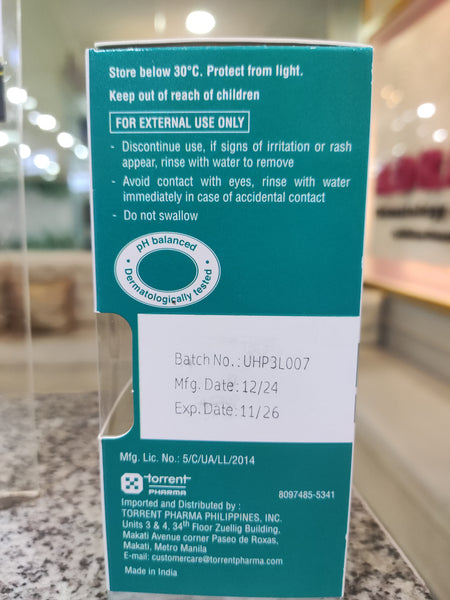 Store below 30°C. Protect from light.
Keep out of reach of children
FOR EXTERNAL USE ONLY
- Discontinue use, if signs of irritation or rash
appear, rinse with water to remove
- Avoid contact with eyes, rinse with water
immediately in case of accidental contact
- Do not swallow
pH balanced
• Dermatologically tested •
Batch No.: UHP3L007
Mfg. Date: 12/24
Exp. Date: 11/26
Mfg. Lic. No.: 5/C/UA/LL/2014
torrent
PHARMA
8097485-5341
Imported and Distributed by :
TORRENT PHARMA PHILIPPINES, INC.
Units 3 & 4, 34th Floor Zuellig Building,
Makati Avenue corner Paseo de Roxas,
Makati, Metro Manila
E-mail: customercare@torrentpharma.com
Made in India